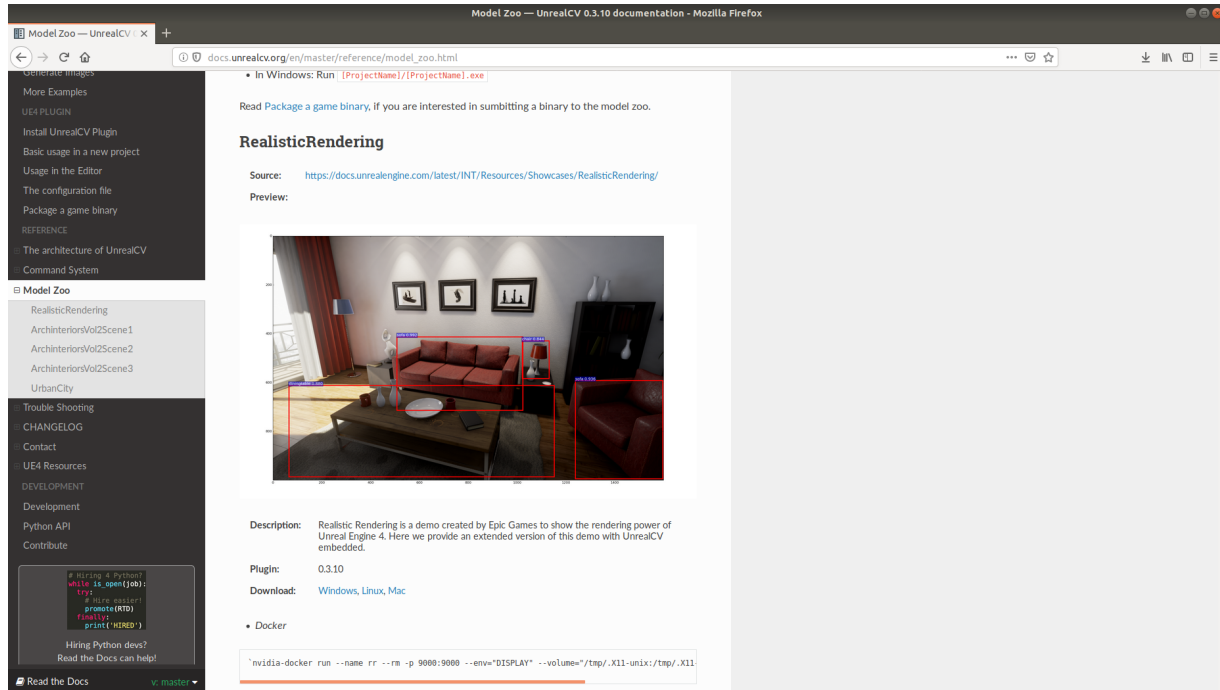 Model Zoo — UnrealCV 0.3.10 documentation - Mozilla Firefox
Model Zoo — UnrealCV
docs.unrealcv.org/en/master/reference/model_zoo.html
Generate Images
More Examples
UE4 PLUGIN
Install UnrealCV Plugin
Basic usage in a new project
Usage in the Editor
The configuration file
Package a game binary
REFERENCE
The architecture of UnrealCV
Command System
Model Zoo
RealisticRendering
ArchinteriorsVol2Scene1
ArchinteriorsVol2Scene2
ArchinteriorsVol2Scene3
UrbanCity
Trouble Shooting
CHANGELOG
Contact
UE4 Resources
DEVELOPMENT
Development
Python API
Contribute
# Hiring 4 Python?
while is_open(job):
try:
# Hire easier!
promote(RTD)
finally:
print('HIRED')
Hiring Python devs?
Read the Docs can help!
Read the Docs
v: master
• In Windows: Run [ProjectName]/[ProjectName].exe
Read Package a game binary, if you are interested in sumbitting a binary to the model zoo.
RealisticRendering
Source: https://docs.unrealengine.com/latest/INT/Resources/Showcases/RealisticRendering/
Preview:
Description: Realistic Rendering is a demo created by Epic Games to show the rendering power of
Unreal Engine 4. Here we provide an extended version of this demo with UnrealCV
embedded.
Plugin: 0.3.10
Download: Windows, Linux, Mac
• Docker
`nvidia-docker run --name rr --rm -p 9000:9000 --env="DISPLAY" --volume="/tmp/.X11-unix:/tmp/.X11-